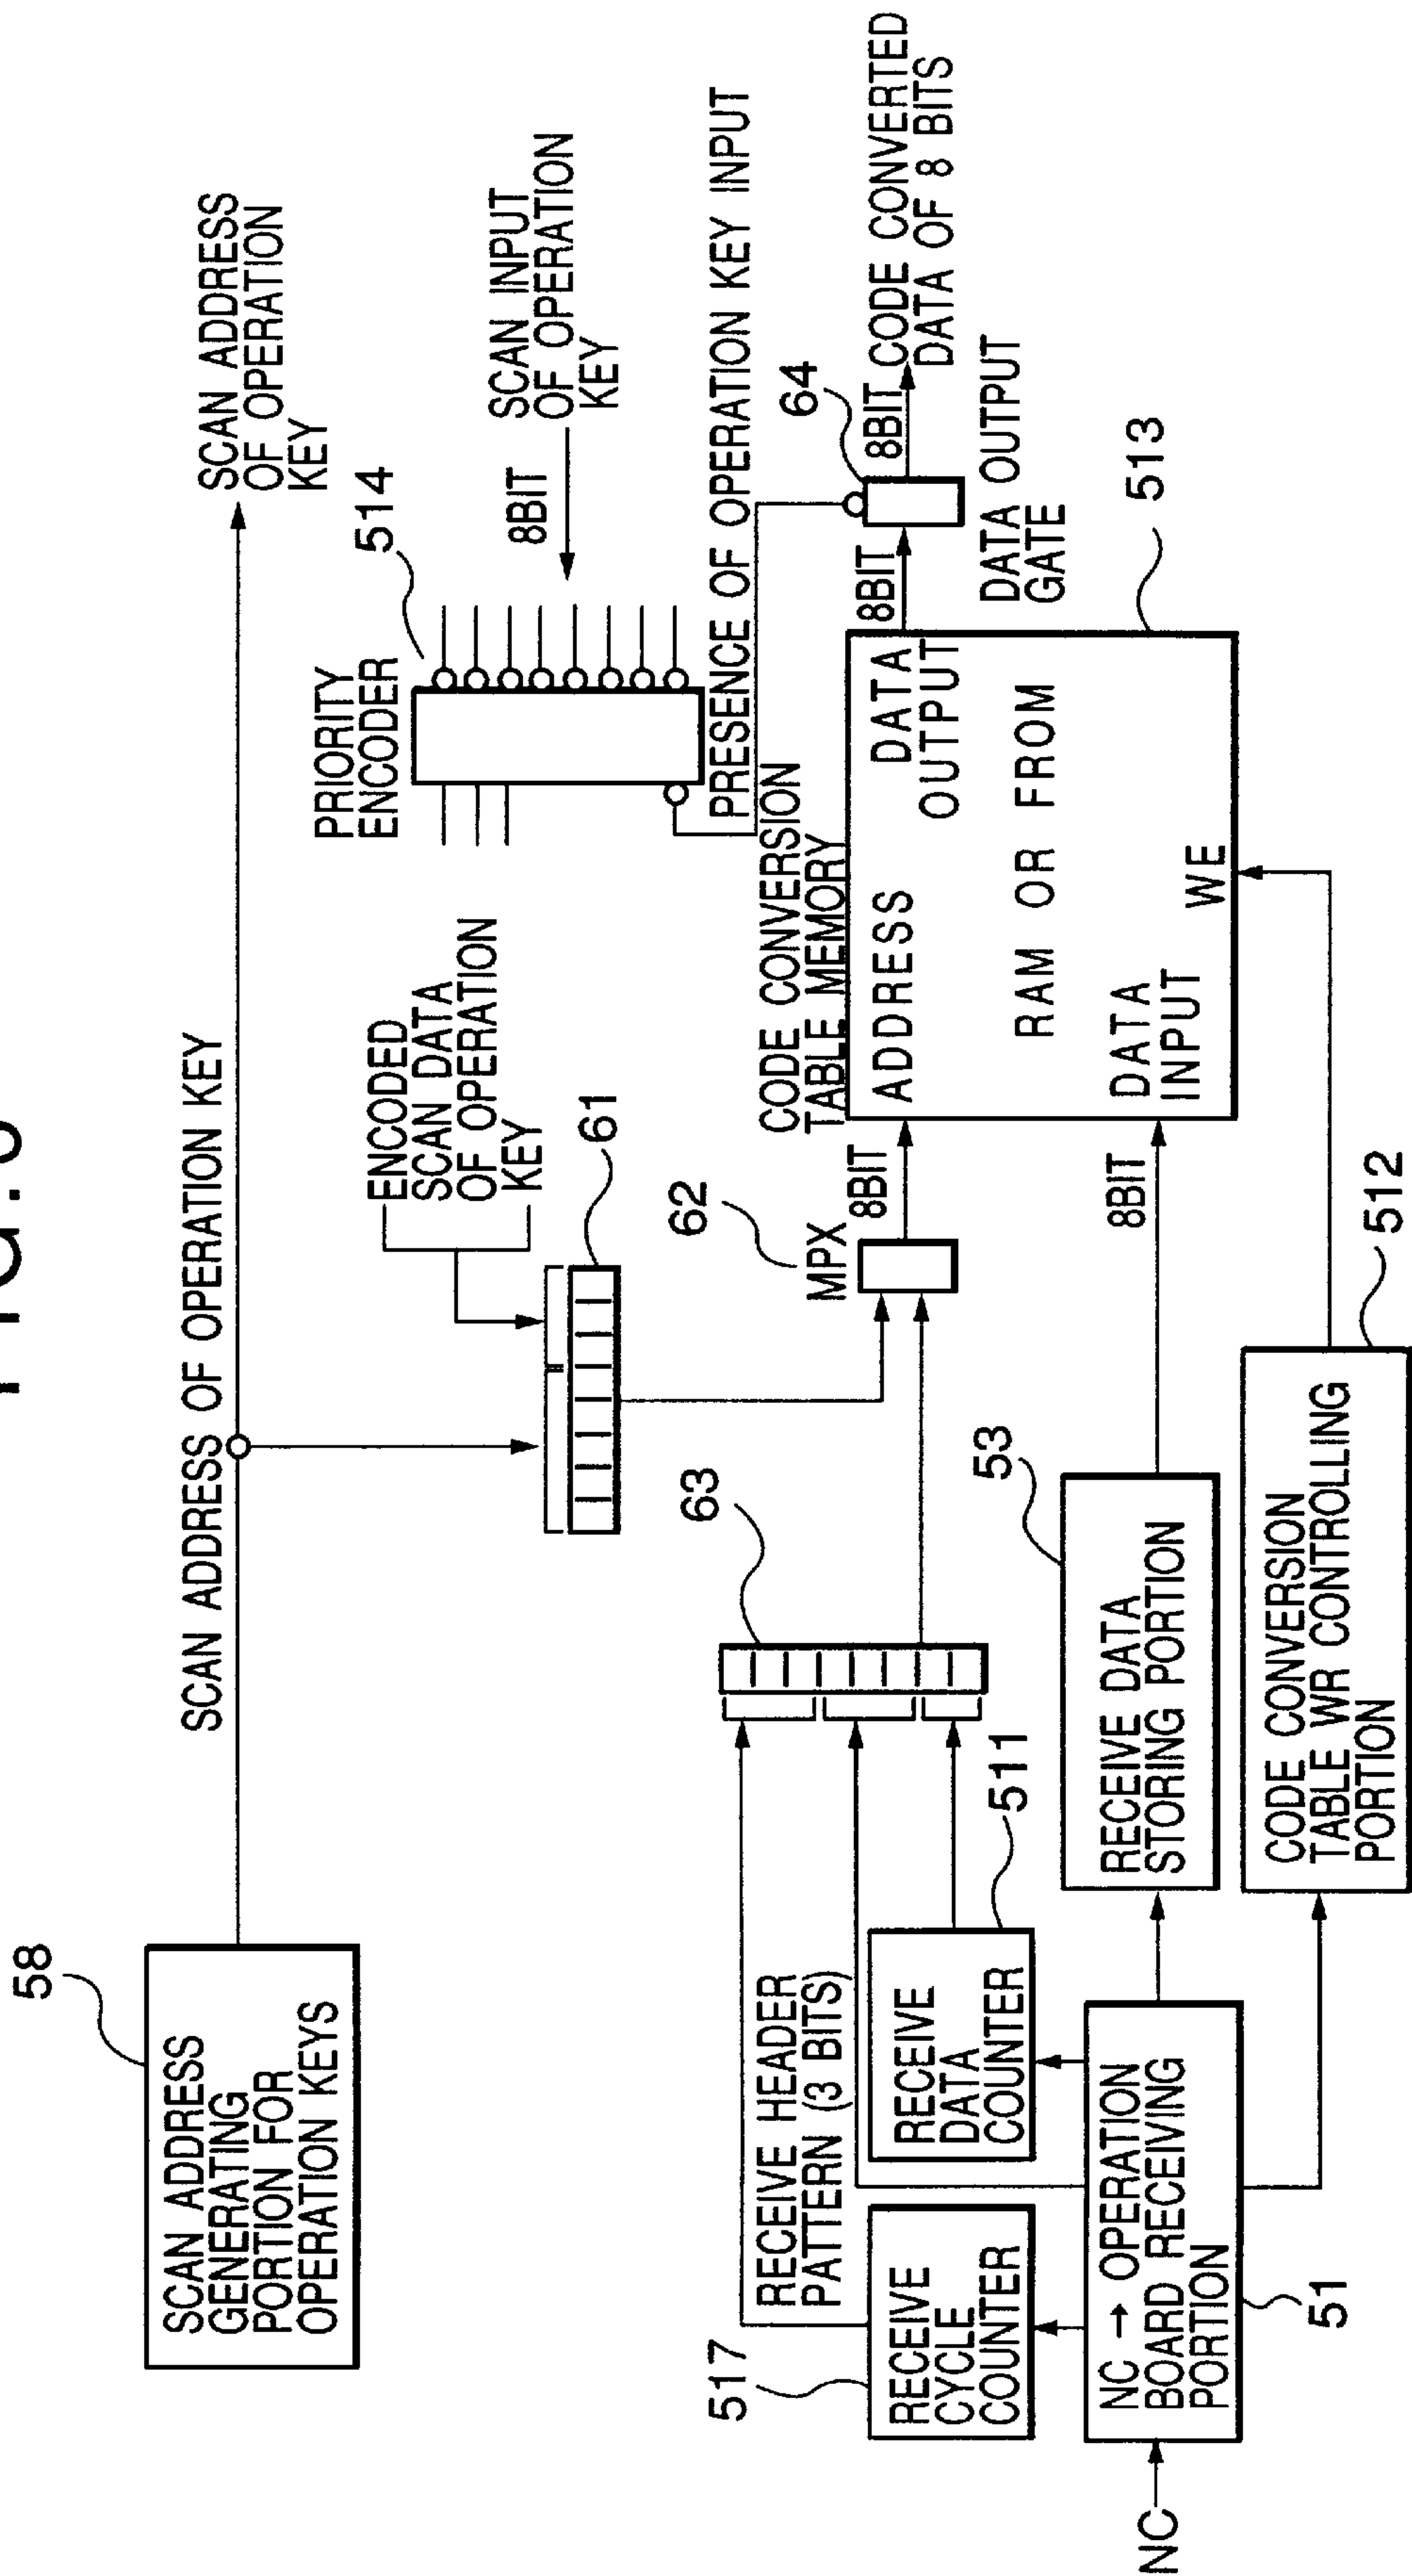 58
SCAN ADDRESS
GENERATING
PORTION FOR
OPERATION KEYS
SCAN ADDRESS OF OPERATION KEY
SCAN ADDRESS
OF OPERATION
KEY
ENCODED
SCAN DATA
OF OPERATION
KEY
61
PRIORITY
ENCODER
514
8BIT
SCAN INPUT
OF OPERATION
KEY
PRESENCE OF OPERATION KEY INPUT
63
62
MPX
8BIT
CODE CONVERSION
TABLE MEMORY
ADDRESS
DATA
OUTPUT
RAM OR FROM
DATA
INPUT
WE
513
8BIT
64
8BIT
CODE CONVERTED
DATA OF 8 BITS
DATA OUTPUT
GATE
RECEIVE HEADER
PATTERN (3 BITS)
517
RECEIVE
CYCLE
COUNTER
RECEIVE
DATA
COUNTER
511
NC
NC → OPERATION
BOARD RECEIVING
PORTION
51
RECEIVE DATA
STORING PORTION
53
8BIT
CODE CONVERSION
TABLE WR CONTROLLING
PORTION
512